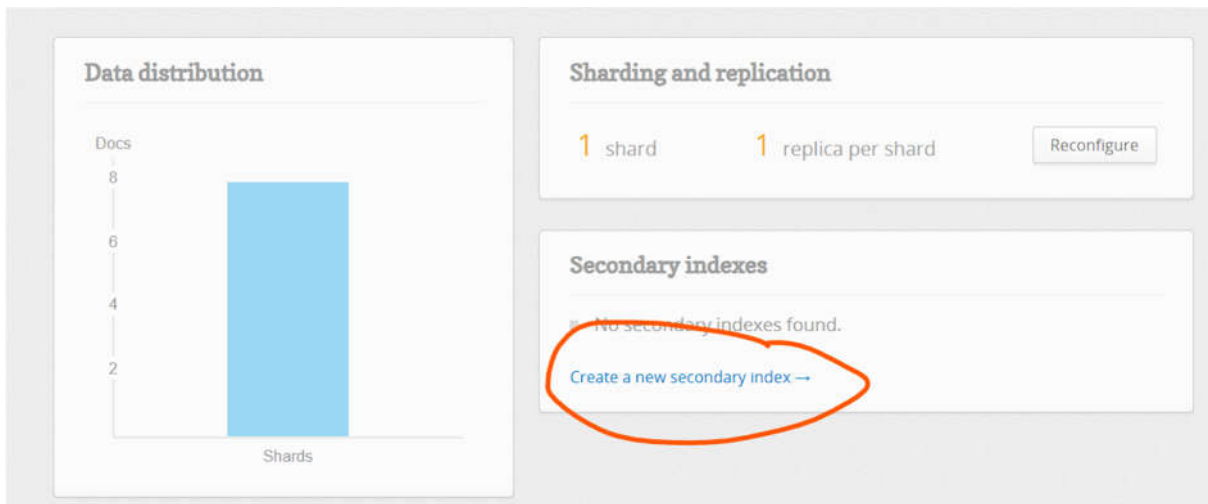 Data distribution
Docs
8
6
4
2
Shards
Sharding and replication
1 shard
1 replica per shard
Reconfigure
Secondary indexes
No secondary indexes found.
Create a new secondary index →